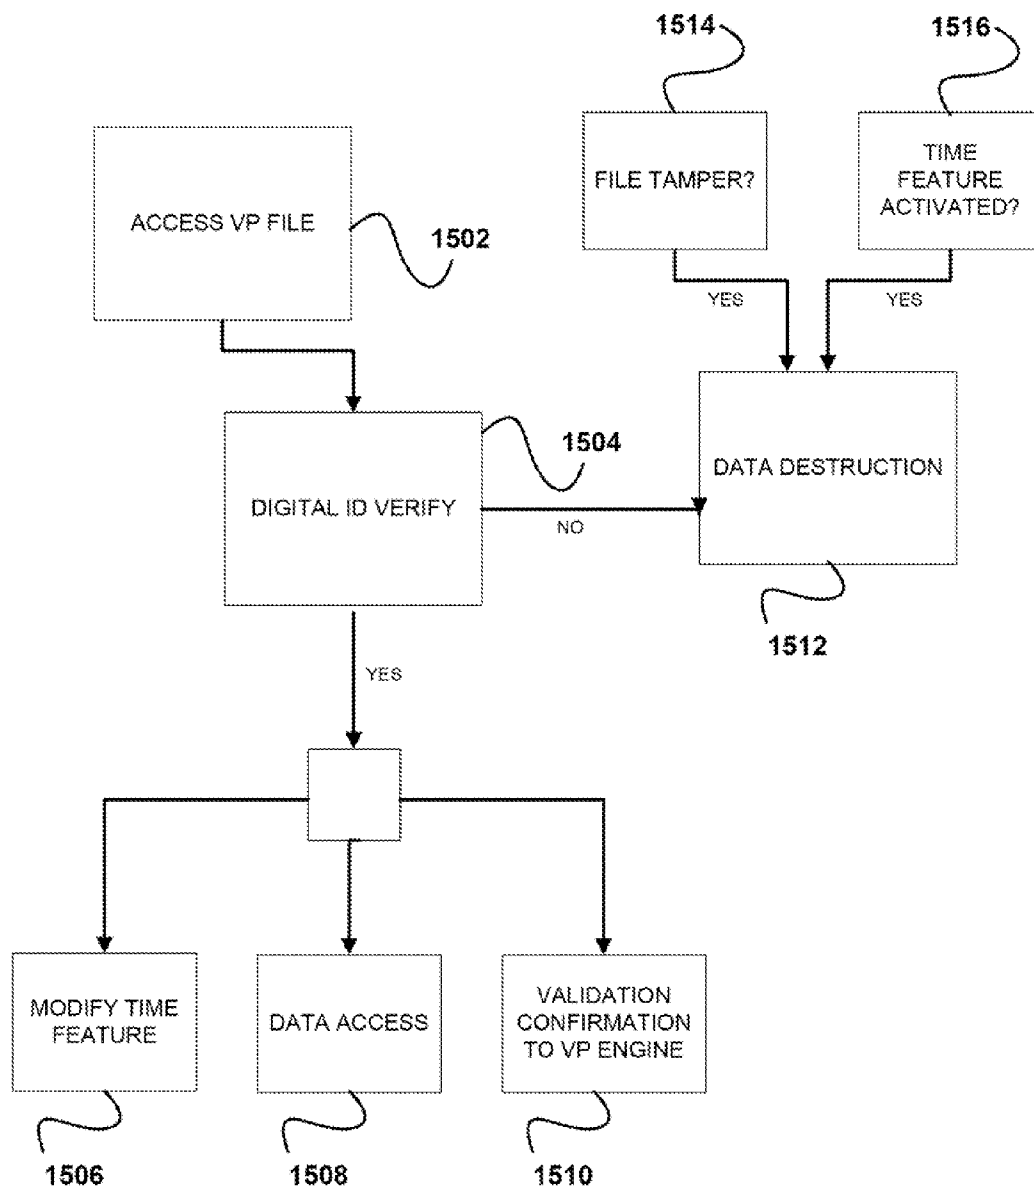 1514
1516
FILE TAMPER?
TIME
FEATURE
ACTIVATED?
ACCESS VP FILE
1502
YES
YES
1504
DATA DESTRUCTION
DIGITAL ID VERIFY
NO
1512
YES
MODIFY TIME
FEATURE
DATA ACCESS
VALIDATION
CONFIRMATION
TO VP ENGINE
1506
1508
1510